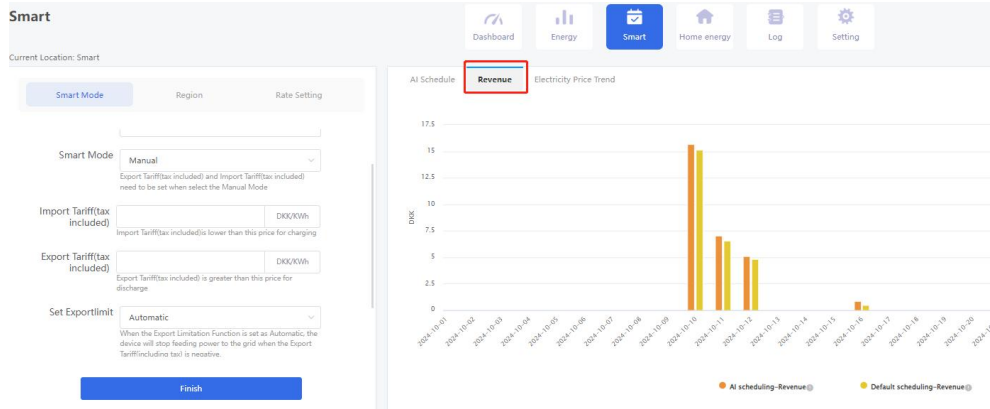 Smart
Dashboard
Energy
Smart
Home energy
Log
Setting
Current Location: Smart
Smart Mode
Region
Rate Setting
Smart Mode
Manual
Export Tariff(tax included) and Import Tariff(tax included)
need to be set when select the Manual Mode
Import Tariff(tax
included)
DKK/KWh
Import Tariff(tax included)is lower than this price for charging
Export Tariff(tax
included)
DKK/KWh
Export Tariff(tax included) is greater than this price for
discharge
Set Exportlimit
Automatic
When the Export Limitation Function is set as Automatic, the
device will stop feeding power to the grid when the Export
Tariff(including tax) is negative.
Finish
AI Schedule
Revenue
Electricity Price Trend
17.5
15
12.5
10
7.5
5
2.5
0
DKK
2024-10-01
2024-10-02
2024-10-03
2024-10-04
2024-10-05
2024-10-06
2024-10-07
2024-10-08
2024-10-09
2024-10-10
2024-10-11
2024-10-12
2024-10-13
2024-10-14
2024-10-15
2024-10-16
2024-10-17
2024-10-18
2024-10-19
2024-10-20
AI scheduling-Revenue
Default scheduling-Revenue